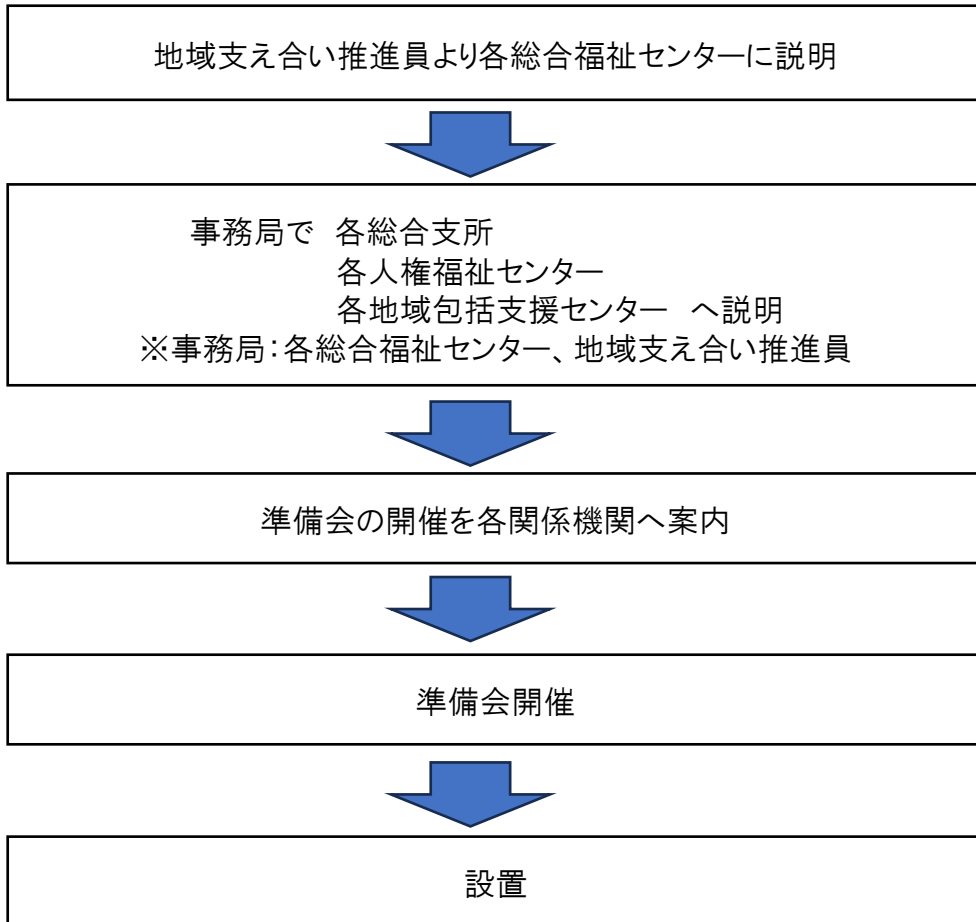 地域支え合い推進員より各総合福祉センターに説明
事務局で　各総合支所
各人権福祉センター
各地域包括支援センター　へ説明
※事務局：各総合福祉センター、地域支え合い推進員
準備会の開催を各関係機関へ案内
準備会開催
設置